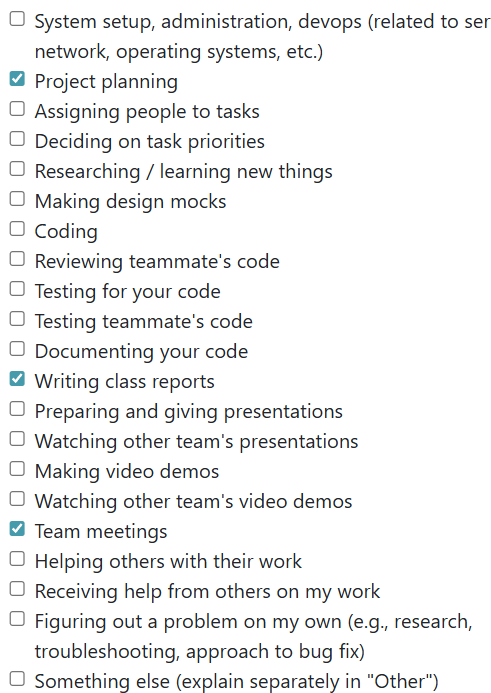 System setup, administration, devops (related to ser
network, operating systems, etc.)
Project planning
Assigning people to tasks
Deciding on task priorities
Researching / learning new things
Making design mocks
Coding
Reviewing teammate's code
Testing for your code
Testing teammate's code
Documenting your code
Writing class reports
Preparing and giving presentations
Watching other team's presentations
Making video demos
Watching other team's video demos
Team meetings
Helping others with their work
Receiving help from others on my work
Figuring out a problem on my own (e.g., research,
troubleshooting, approach to bug fix)
Something else (explain separately in "Other")